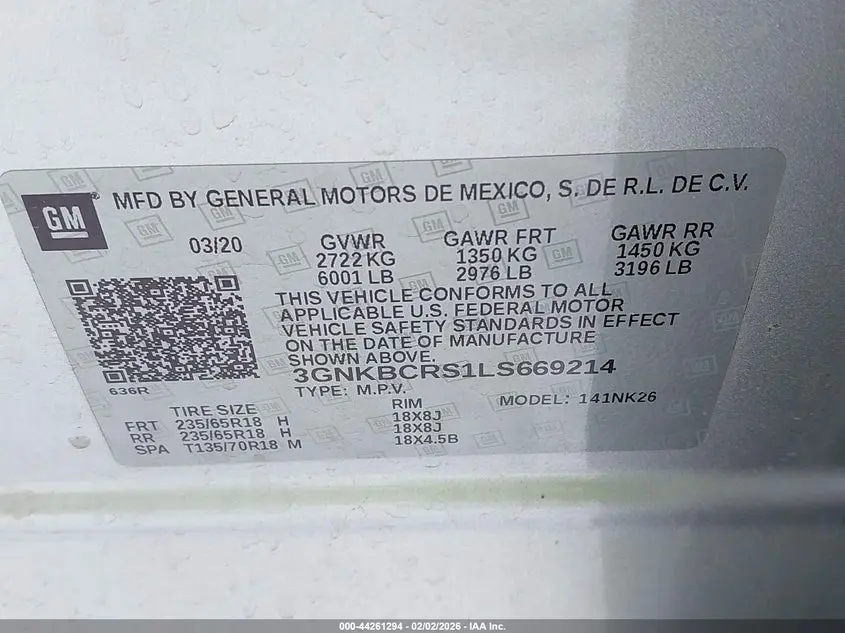 GM
MFD BY GENERAL MOTORS DE MEXICO, S. DE R.L. DE C.V.
03/20
GVWR GAWR FRT GAWR RR
2722 KG 1350 KG 1450 KG
6001 LB 2976 LB 3196 LB
THIS VEHICLE CONFORMS TO ALL
APPLICABLE U.S. FEDERAL MOTOR
VEHICLE SAFETY STANDARDS IN EFFECT
ON THE DATE OF MANUFACTURE
SHOWN ABOVE.
3GNKBCRS1LS669214
636R
TYPE: M.P.V. MODEL: 141NK26
TIRE SIZE RIM
FRT 235/65R18 H 18X8J
RR 235/65R18 H 18X8J
SPA T135/70R18 M 18X4.5B
000-44261294 - 02/02/2026 - IAA Inc.